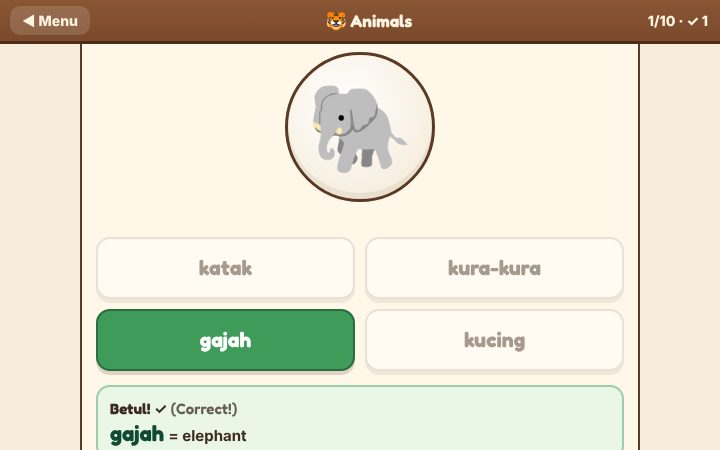 ◀ Menu
🐯 Animals
1/10 · ✓ 1
katak
kura-kura
gajah
kucing
Betul! ✓ (Correct!)
gajah = elephant